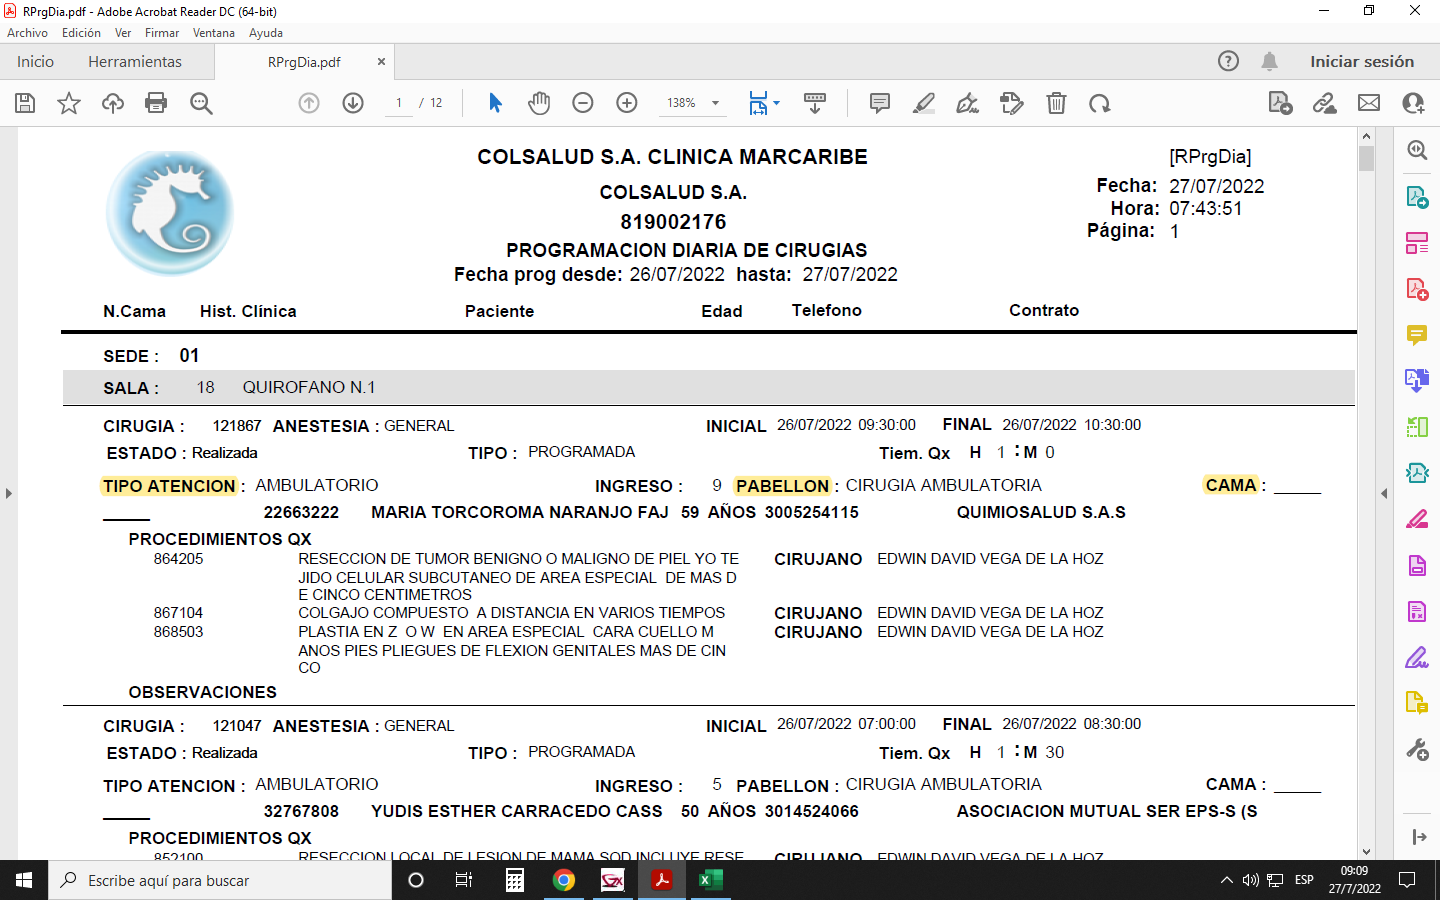 RPrgDia.pdf - Adobe Acrobat Reader DC (64-bit)
Archivo Edición Ver Firmar Ventana Ayuda
Inicio Herramientas RPrgDia.pdf × Iniciar sesión
1 / 12 138%
COLSALUD S.A. CLINICA MARCARIBE [RPrgDia]
COLSALUD S.A. Fecha: 27/07/2022
Hora: 07:43:51
819002176 Página: 1
PROGRAMACION DIARIA DE CIRUGIAS
Fecha prog desde: 26/07/2022 hasta: 27/07/2022
N.Cama Hist. Clínica Paciente Edad Telefono Contrato
SEDE : 01
SALA : 18 QUIROFANO N.1
CIRUGIA : 121867 ANESTESIA : GENERAL INICIAL 26/07/2022 09:30:00 FINAL 26/07/2022 10:30:00
ESTADO : Realizada TIPO : PROGRAMADA Tiem. Qx H 1 : M 0
TIPO ATENCION : AMBULATORIO INGRESO : 9 PABELLON : CIRUGIA AMBULATORIA CAMA : _____
_____ 22663222 MARIA TORCOROMA NARANJO FAJ 59 AÑOS 3005254115 QUIMIOSALUD S.A.S
PROCEDIMIENTOS QX
864205 RESECCION DE TUMOR BENIGNO O MALIGNO DE PIEL YO TE CIRUJANO EDWIN DAVID VEGA DE LA HOZ
JIDO CELULAR SUBCUTANEO DE AREA ESPECIAL DE MAS D
E CINCO CENTIMETROS
867104 COLGAJO COMPUESTO A DISTANCIA EN VARIOS TIEMPOS CIRUJANO EDWIN DAVID VEGA DE LA HOZ
868503 PLASTIA EN Z O W EN AREA ESPECIAL CARA CUELLO M CIRUJANO EDWIN DAVID VEGA DE LA HOZ
ANOS PIES PLIEGUES DE FLEXION GENITALES MAS DE CIN
CO
OBSERVACIONES
CIRUGIA : 121047 ANESTESIA : GENERAL INICIAL 26/07/2022 07:00:00 FINAL 26/07/2022 08:30:00
ESTADO : Realizada TIPO : PROGRAMADA Tiem. Qx H 1 : M 30
TIPO ATENCION : AMBULATORIO INGRESO : 5 PABELLON : CIRUGIA AMBULATORIA CAMA : _____
_____ 32767808 YUDIS ESTHER CARRACEDO CASS 50 AÑOS 3014524066 ASOCIACION MUTUAL SER EPS-S (S
PROCEDIMIENTOS QX
852100 RESECCION LOCAL DE LESION DE MAMA SOD INCLUYE RESE CIRUJANO EDWIN DAVID VEGA DE LA HOZ
Escribe aquí para buscar
ESP
09:09
27/7/2022